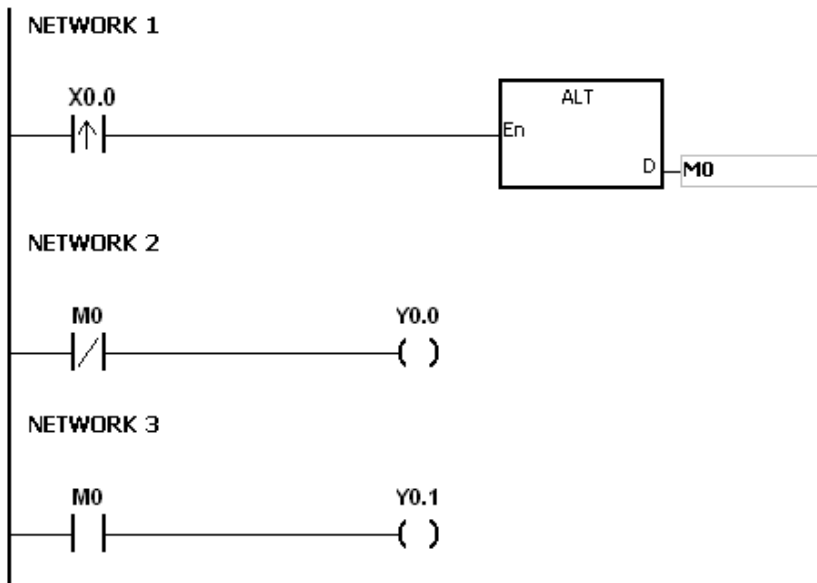 NETWORK 1
X0.0
ALT
En
D
M0
NETWORK 2
M0
Y0.0
NETWORK 3
M0
Y0.1